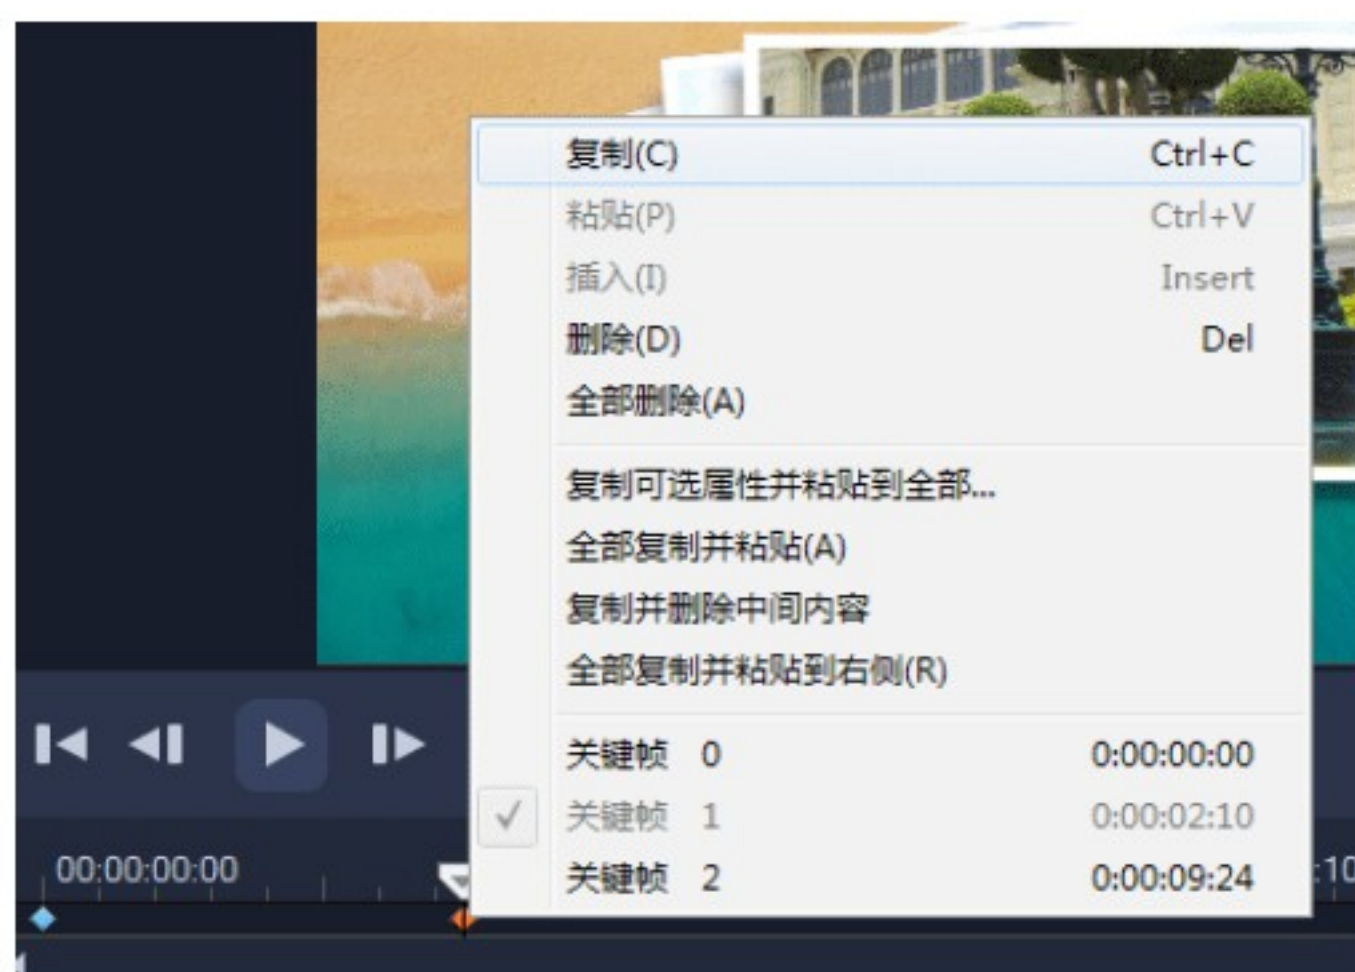 复制(C) Ctrl+C
粘贴(P) Ctrl+V
插入(I) Insert
删除(D) Del
全部删除(A)
复制可选属性并粘贴到全部...
全部复制并粘贴(A)
复制并删除中间内容
全部复制并粘贴到右侧(R)
关键帧 0 0:00:00:00
关键帧 1 0:00:02:10
关键帧 2 0:00:09:24
00:00:00:00 :10